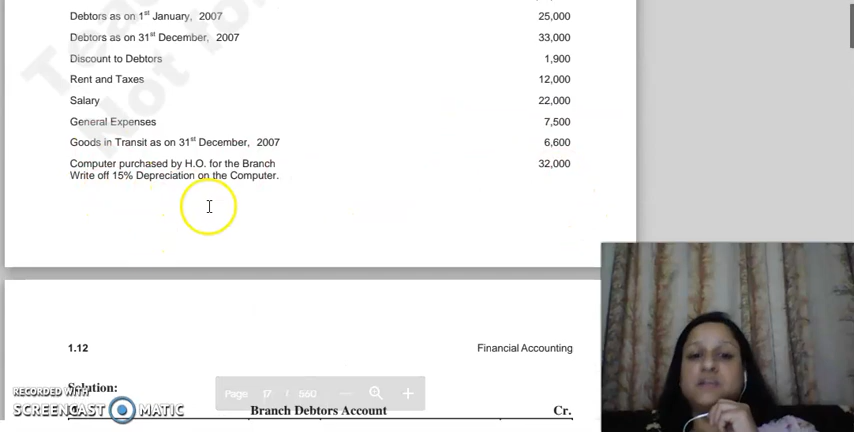 Debtors as on 1st January, 2007 25,000
Debtors as on 31st December, 2007 33,000
Discount to Debtors 1,900
Rent and Taxes 12,000
Salary 22,000
General Expenses 7,500
Goods in Transit as on 31st December, 2007 6,600
Computer purchased by H.O. for the Branch 32,000
Write off 15% Depreciation on the Computer.
1.12 Financial Accounting
Solution:
Page 17 / 560
Branch Debtors Account Cr.
RECORDED WITH
SCREENCAST MATIC